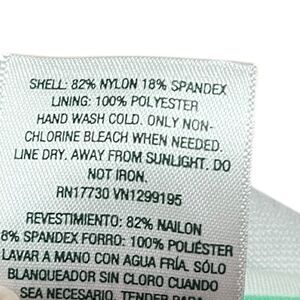 SHELL: 82% NYLON 18% SPANDEX
LINING: 100% POLYESTER
HAND WASH COLD. ONLY NON-
CHLORINE BLEACH WHEN NEEDED.
LINE DRY. AWAY FROM SUNLIGHT. DO
NOT IRON.
RN17730 VN1299195
REVESTIMIENTO: 82% NAILON
8% SPANDEX FORRO: 100% POLIÉSTER
LAVAR A MANO CON AGUA FRÍA. SÓLO
BLANQUEADOR SIN CLORO CUANDO
SEA NECESARIO. TENDER PARA